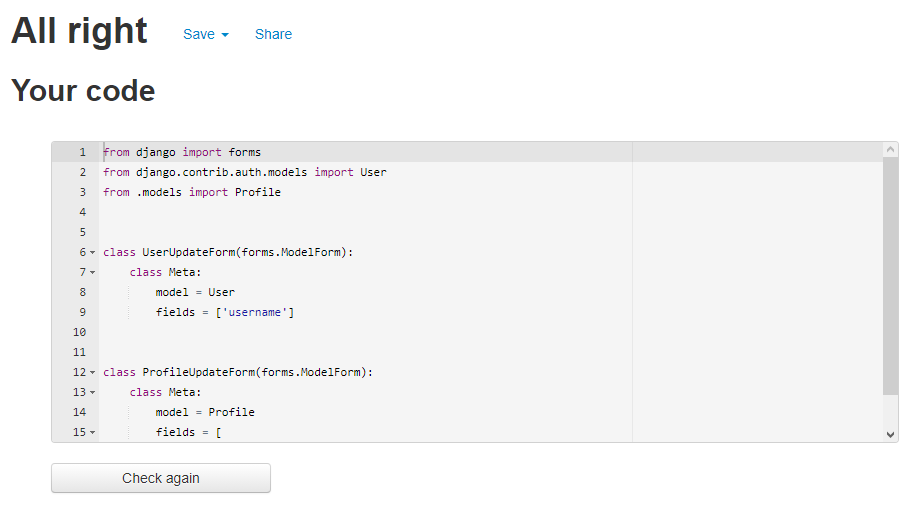 All right Save Share
Your code
1 from django import forms
2 from django.contrib.auth.models import User
3 from .models import Profile
4
5
6 class UserUpdateForm(forms.ModelForm):
7 class Meta:
8 model = User
9 fields = ['username']
10
11
12 class ProfileUpdateForm(forms.ModelForm):
13 class Meta:
14 model = Profile
15 fields = [
Check again